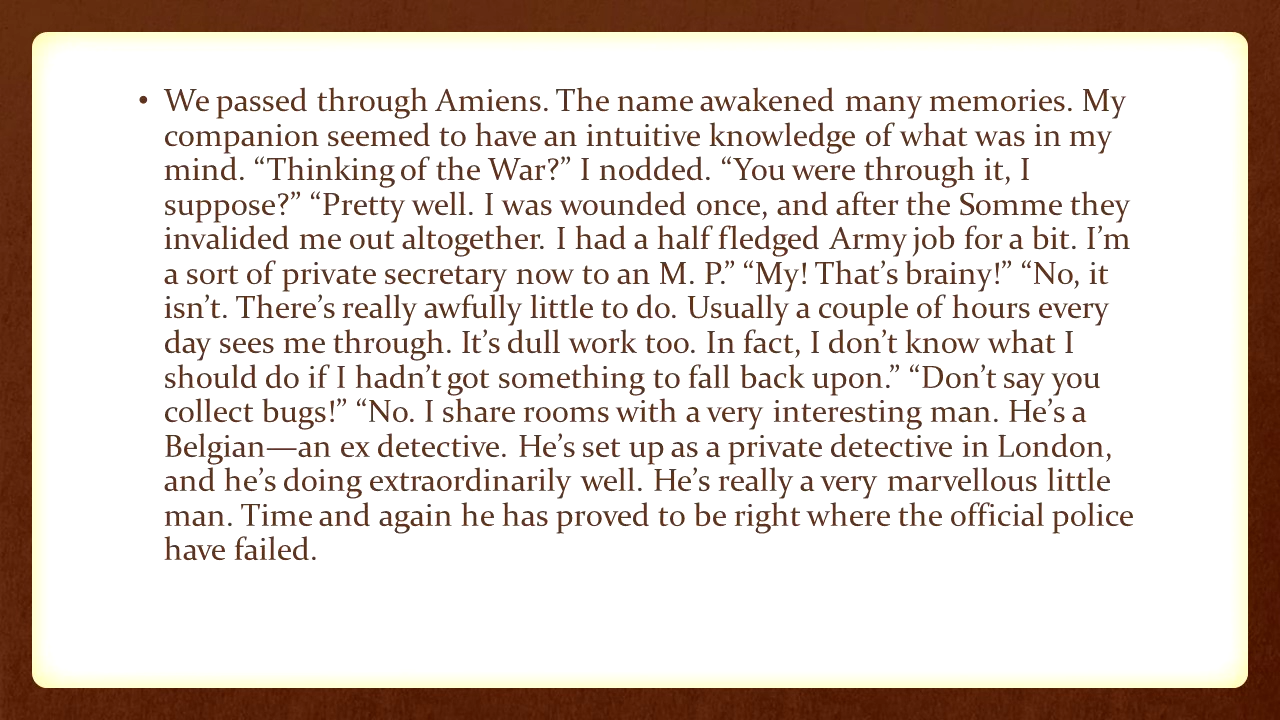 • We passed through Amiens. The name awakened many memories. My
companion seemed to have an intuitive knowledge of what was in my
mind. “Thinking of the War?” I nodded. “You were through it, I
suppose?” “Pretty well. I was wounded once, and after the Somme they
invalided me out altogether. I had a half fledged Army job for a bit. I’m
a sort of private secretary now to an M. P.” “My! That’s brainy!” “No, it
isn’t. There’s really awfully little to do. Usually a couple of hours every
day sees me through. It’s dull work too. In fact, I don’t know what I
should do if I hadn’t got something to fall back upon.” “Don’t say you
collect bugs!” “No. I share rooms with a very interesting man. He’s a
Belgian—an ex detective. He’s set up as a private detective in London,
and he’s doing extraordinarily well. He’s really a very marvellous little
man. Time and again he has proved to be right where the official police
have failed.